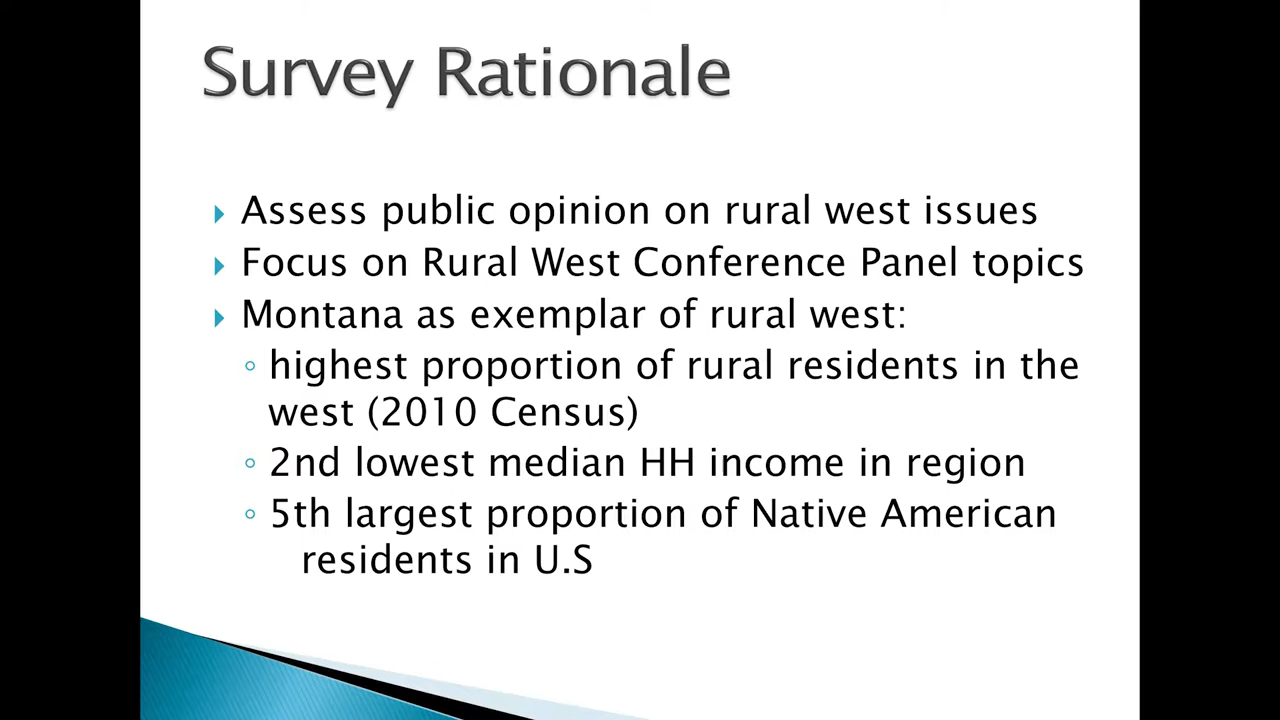 Survey Rationale
Assess public opinion on rural west issues
Focus on Rural West Conference Panel topics
Montana as exemplar of rural west:
highest proportion of rural residents in the
west (2010 Census)
2nd lowest median HH income in region
5th largest proportion of Native American
residents in U.S